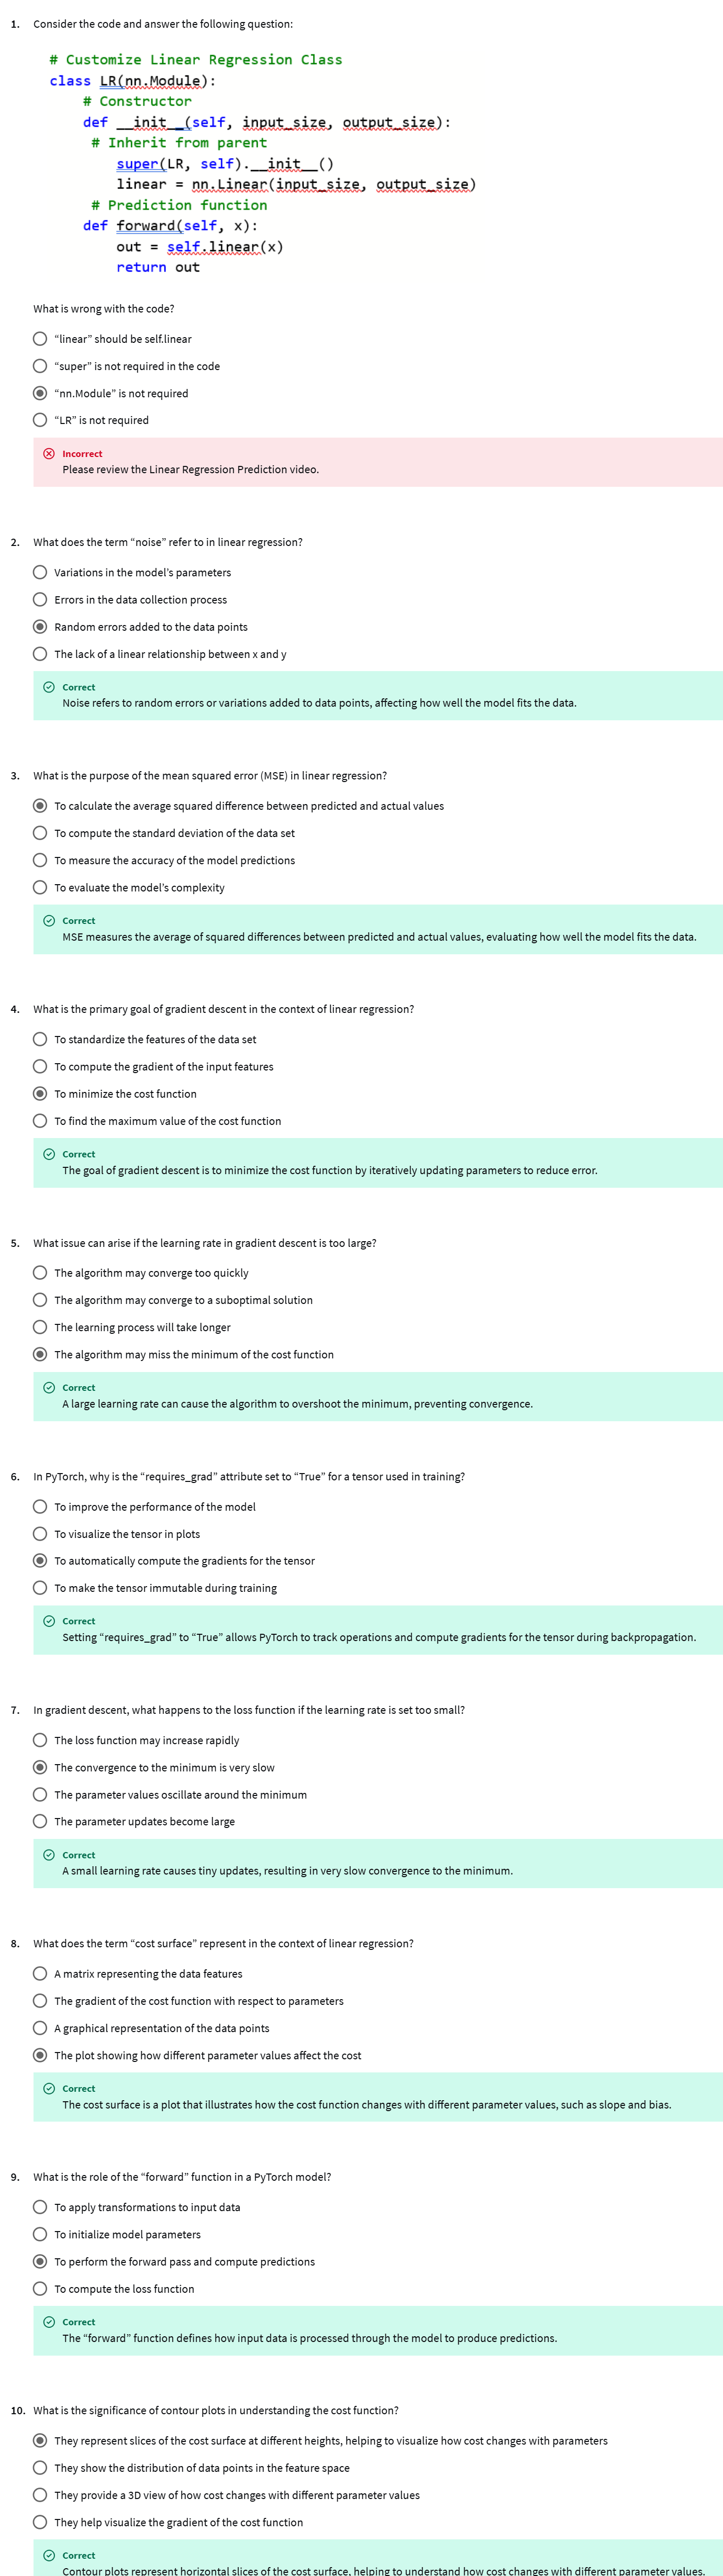 1. Consider the code and answer the following question:
# Customize Linear Regression Class
class LR(nn.Module):
# Constructor
def __init__(self, input_size, output_size):
# Inherit from parent
super(LR, self).__init__()
linear = nn.Linear(input_size, output_size)
# Prediction function
def forward(self, x):
out = self.linear(x)
return out
What is wrong with the code?
“linear” should be self.linear
“super” is not required in the code
“nn.Module” is not required
“LR” is not required
Incorrect
Please review the Linear Regression Prediction video.
2. What does the term “noise” refer to in linear regression?
Variations in the model’s parameters
Errors in the data collection process
Random errors added to the data points
The lack of a linear relationship between x and y
Correct
Noise refers to random errors or variations added to data points, affecting how well the model fits the data.
3. What is the purpose of the mean squared error (MSE) in linear regression?
To calculate the average squared difference between predicted and actual values
To compute the standard deviation of the data set
To measure the accuracy of the model predictions
To evaluate the model’s complexity
Correct
MSE measures the average of squared differences between predicted and actual values, evaluating how well the model fits the data.
4. What is the primary goal of gradient descent in the context of linear regression?
To standardize the features of the data set
To compute the gradient of the input features
To minimize the cost function
To find the maximum value of the cost function
Correct
The goal of gradient descent is to minimize the cost function by iteratively updating parameters to reduce error.
5. What issue can arise if the learning rate in gradient descent is too large?
The algorithm may converge too quickly
The algorithm may converge to a suboptimal solution
The learning process will take longer
The algorithm may miss the minimum of the cost function
Correct
A large learning rate can cause the algorithm to overshoot the minimum, preventing convergence.
6. In PyTorch, why is the “requires_grad” attribute set to “True” for a tensor used in training?
To improve the performance of the model
To visualize the tensor in plots
To automatically compute the gradients for the tensor
To make the tensor immutable during training
Correct
Setting “requires_grad” to “True” allows PyTorch to track operations and compute gradients for the tensor during backpropagation.
7. In gradient descent, what happens to the loss function if the learning rate is set too small?
The loss function may increase rapidly
The convergence to the minimum is very slow
The parameter values oscillate around the minimum
The parameter updates become large
Correct
A small learning rate causes tiny updates, resulting in very slow convergence to the minimum.
8. What does the term “cost surface” represent in the context of linear regression?
A matrix representing the data features
The gradient of the cost function with respect to parameters
A graphical representation of the data points
The plot showing how different parameter values affect the cost
Correct
The cost surface is a plot that illustrates how the cost function changes with different parameter values, such as slope and bias.
9. What is the role of the “forward” function in a PyTorch model?
To apply transformations to input data
To initialize model parameters
To perform the forward pass and compute predictions
To compute the loss function
Correct
The “forward” function defines how input data is processed through the model to produce predictions.
10. What is the significance of contour plots in understanding the cost function?
They represent slices of the cost surface at different heights, helping to visualize how cost changes with parameters
They show the distribution of data points in the feature space
They provide a 3D view of how cost changes with different parameter values
They help visualize the gradient of the cost function
Correct
Contour plots represent horizontal slices of the cost surface, helping to understand how cost changes with different parameter values.